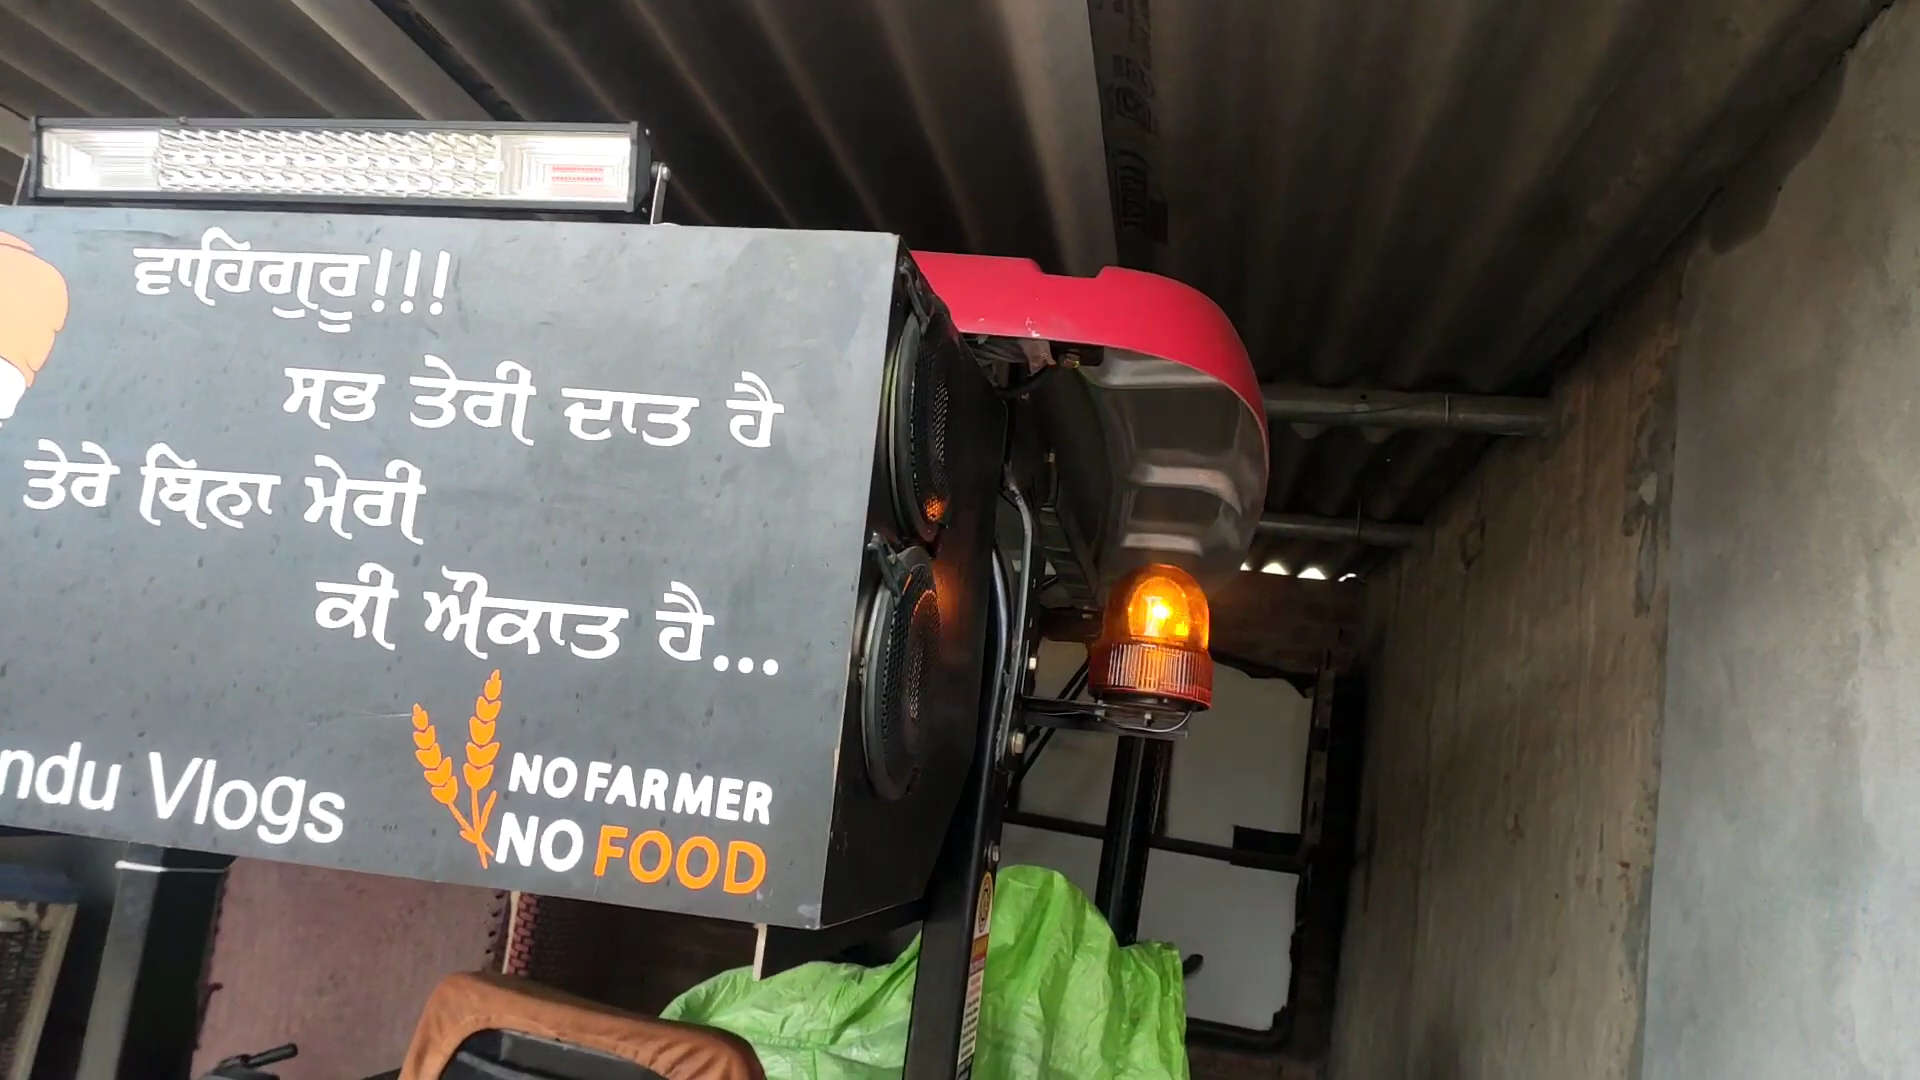 ਵਾਹਿਗੁਰੂ!!!
ਸਭ ਤੇਰੀ ਦਾਤ ਹੈ
ਤੇਰੇ ਬਿਨਾ ਮੇਰੀ
ਕੀ ਔਕਾਤ ਹੈ...
ndu Vlogs
NO FARMER
NO FOOD